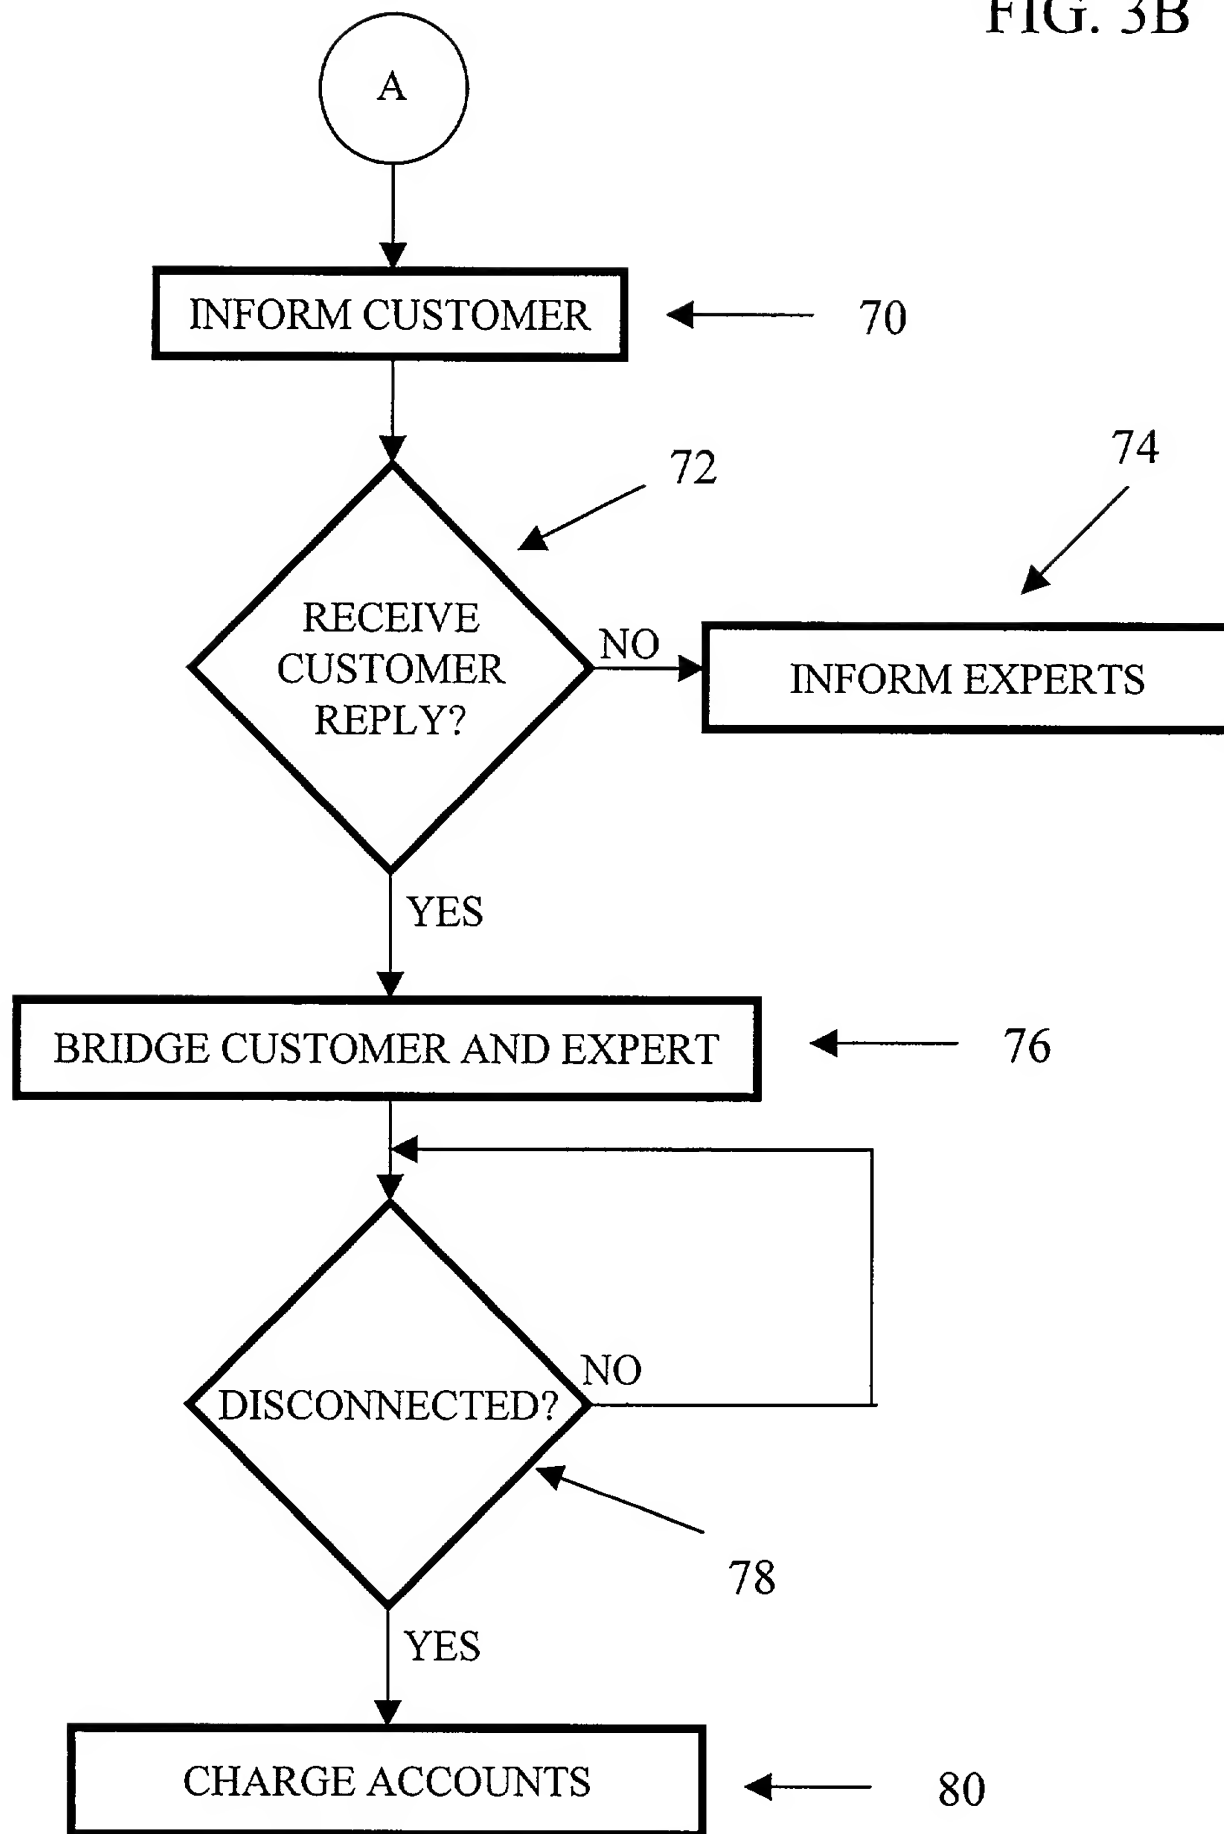 FIG. 3B
A
INFORM CUSTOMER
70
72
74
RECEIVE
CUSTOMER
REPLY?
NO
INFORM EXPERTS
YES
BRIDGE CUSTOMER AND EXPERT
76
NO
DISCONNECTED?
78
YES
CHARGE ACCOUNTS
80